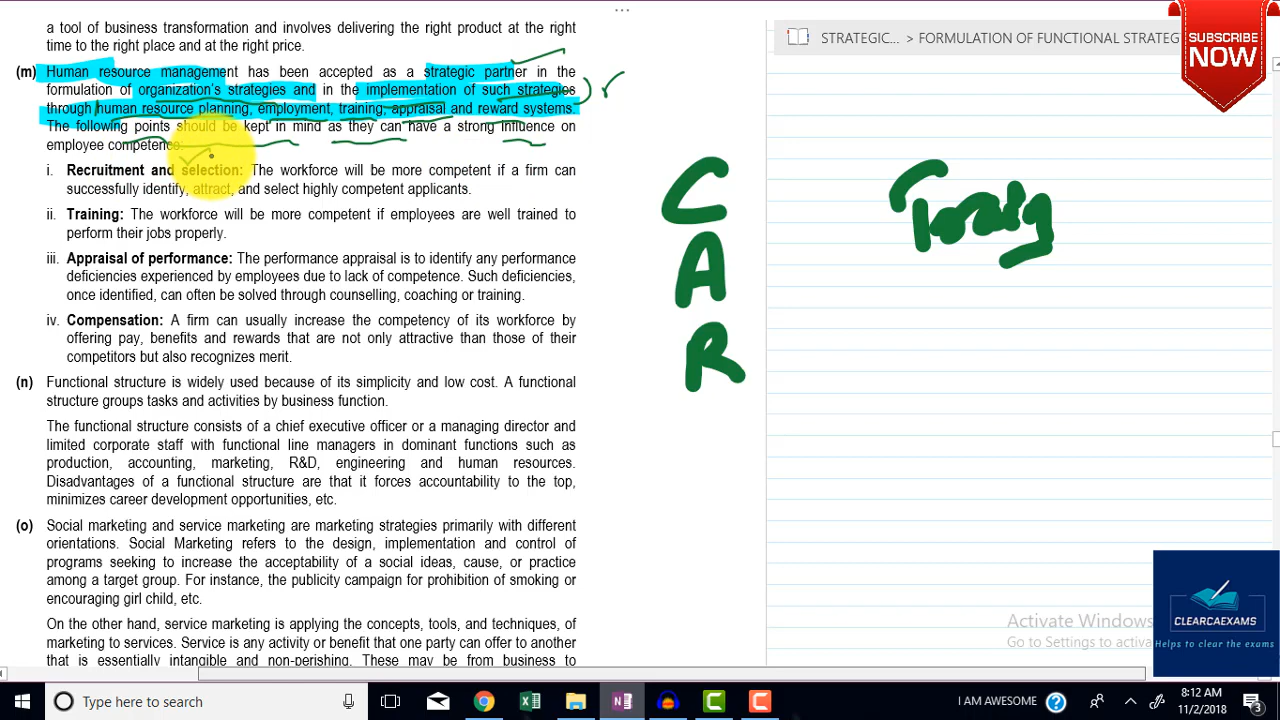 a tool of business transformation and involves delivering the right product at the right
time to the right place and at the right price.
(m) Human resource management has been accepted as a strategic partner in the
formulation of organization's strategies and in the implementation of such strategies
through human resource planning, employment, training, appraisal and reward systems.
The following points should be kept in mind as they can have a strong influence on
employee competence:
i. Recruitment and selection: The workforce will be more competent if a firm can
successfully identify, attract, and select highly competent applicants.
ii. Training: The workforce will be more competent if employees are well trained to
perform their jobs properly.
iii. Appraisal of performance: The performance appraisal is to identify any performance
deficiencies experienced by employees due to lack of competence. Such deficiencies,
once identified, can often be solved through counselling, coaching or training.
iv. Compensation: A firm can usually increase the competency of its workforce by
offering pay, benefits and rewards that are not only attractive than those of their
competitors but also recognizes merit.
(n) Functional structure is widely used because of its simplicity and low cost. A functional
structure groups tasks and activities by business function.
The functional structure consists of a chief executive officer or a managing director and
limited corporate staff with functional line managers in dominant functions such as
production, accounting, marketing, R&D, engineering and human resources.
Disadvantages of a functional structure are that it forces accountability to the top,
minimizes career development opportunities, etc.
(o) Social marketing and service marketing are marketing strategies primarily with different
orientations. Social Marketing refers to the design, implementation and control of
programs seeking to increase the acceptability of a social ideas, cause, or practice
among a target group. For instance, the publicity campaign for prohibition of smoking or
encouraging girl child, etc.
On the other hand, service marketing is applying the concepts, tools, and techniques, of
marketing to services. Service is any activity or benefit that one party can offer to another
that is essentially intangible and non-perishing. These may be from business to
C
A
R
STRATEGIC... > FORMULATION OF FUNCTIONAL STRATEG
SUBSCRIBE
NOW
CLEARCAEXAMS
Helps to clear the exams
Activate Windows
Go to Settings to activa
Type here to search
I AM AWESOME
8:12 AM
11/2/2018
3